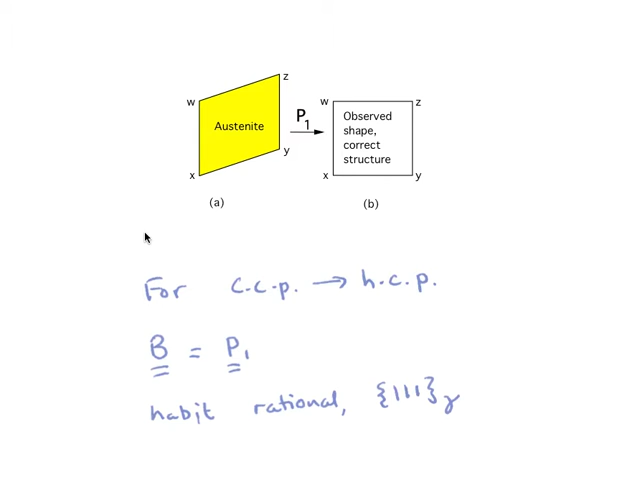 w z w z
Austenite P1 Observed shape, correct structure
x y x y
(a) (b)
For c.c.p. → h.c.p.
B = P1
habit rational, {111}γ